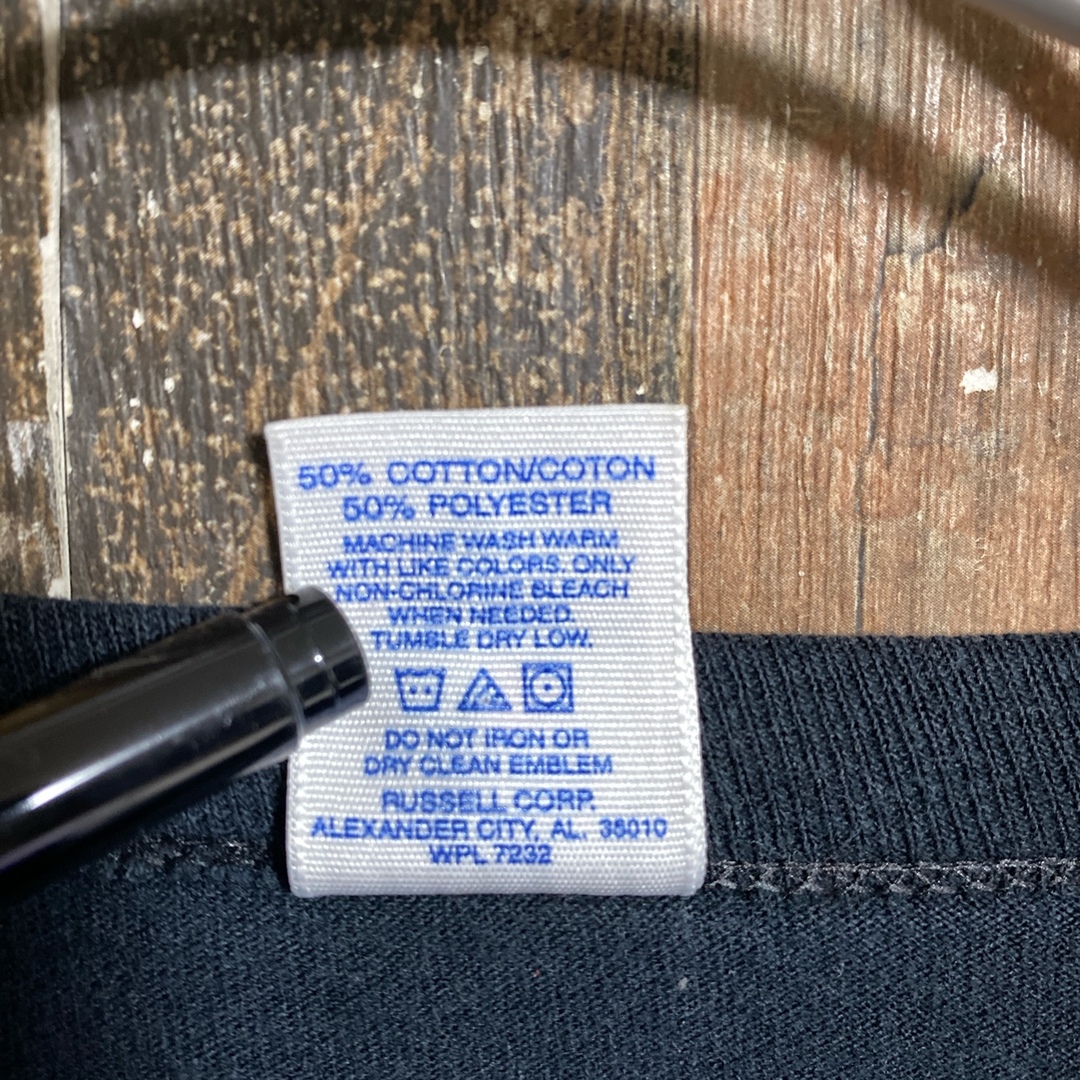 50% COTTON/COTON
50% POLYESTER
MACHINE WASH WARM
WITH LIKE COLORS. ONLY
NON-CHLORINE BLEACH
WHEN NEEDED.
TUMBLE DRY LOW.
DO NOT IRON OR
DRY CLEAN EMBLEM
RUSSELL CORP.
ALEXANDER CITY, AL. 35010
WPL 7232